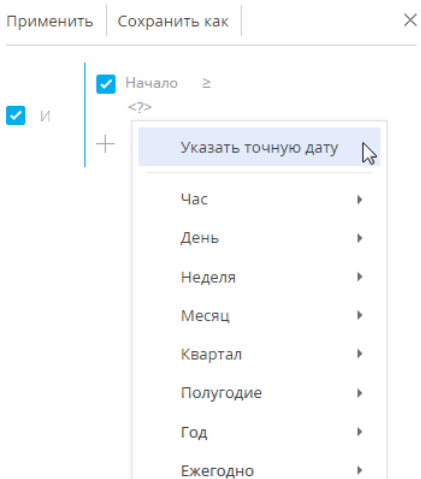 Применить Сохранить как
Начало ≥
И
<?>
Указать точную дату
Час
День
Неделя
Месяц
Квартал
Полугодие
Год
Ежегодно